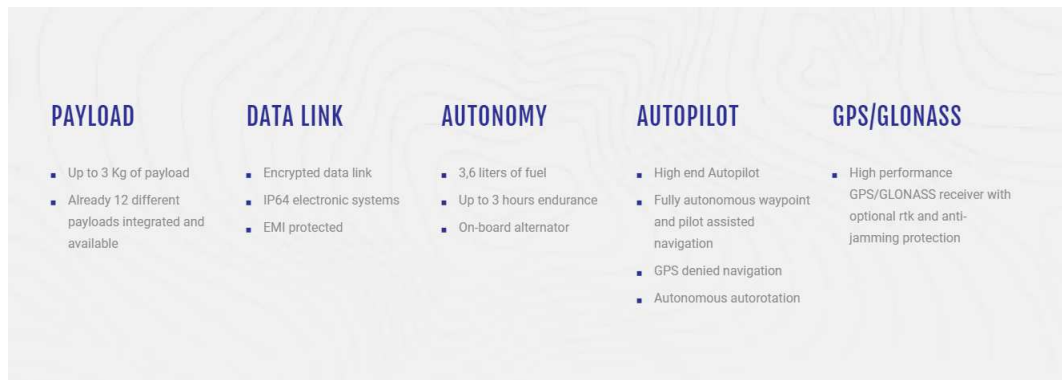 PAYLOAD
Up to 3 Kg of payload
Already 12 different
payloads integrated and
available
DATA LINK
Encrypted data link
IP64 electronic systems
EMI protected
AUTONOMY
3,6 liters of fuel
Up to 3 hours endurance
On-board alternator
AUTOPILOT
High end Autopilot
Fully autonomous waypoint
and pilot assisted
navigation
GPS denied navigation
Autonomous autorotation
GPS/GLONASS
High performance
GPS/GLONASS receiver with
optional rtk and anti-
jamming protection